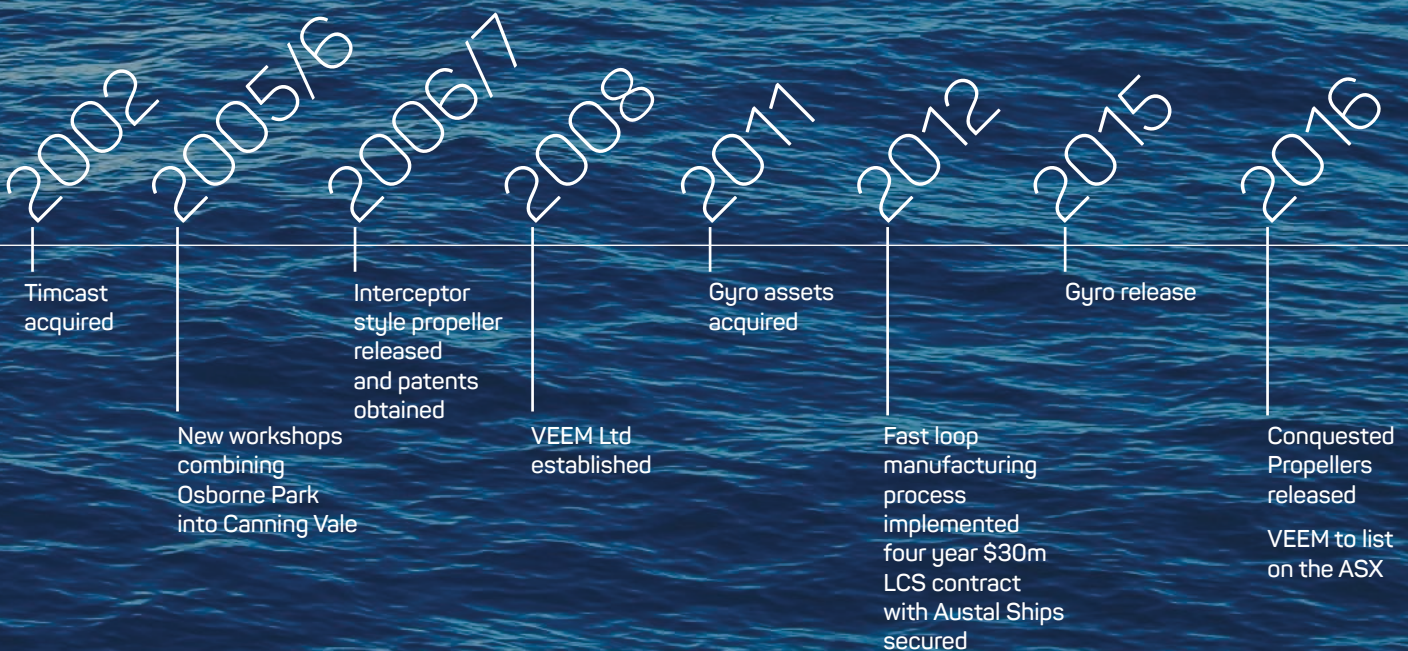 2002
Timcast
acquired
2005/6
New workshops
combining
Osborne Park
into Canning Vale
2006/7
Interceptor
style propeller
released
and patents
obtained
2008
VEEM Ltd
established
2011
Gyro assets
acquired
2012
Fast loop
manufacturing
process
implemented
four year $30m
LCS contract
with Austal Ships
secured
2015
Gyro release
2016
Conquested
Propellers
released
VEEM to list
on the ASX